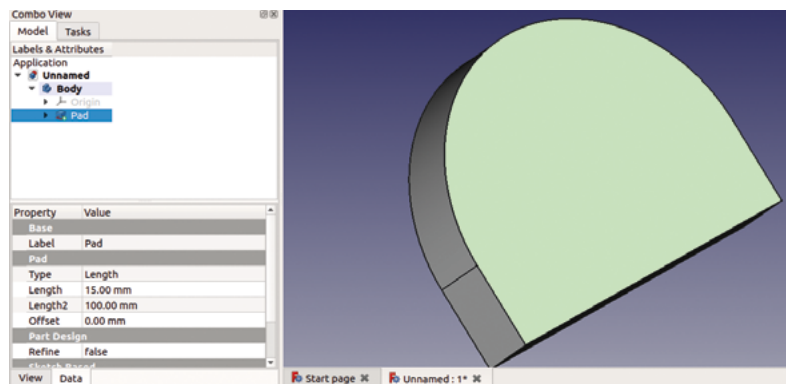 Combo View
Model Tasks
Labels & Attributes
Application
Unnamed
Body
Origin
Pad
Property Value
Base
Label Pad
Pad
Type Length
Length 15.00 mm
Length2 100.00 mm
Offset 0.00 mm
Part Design
Refine false
Sketch Based
View Data
Start page Unnamed : 1*